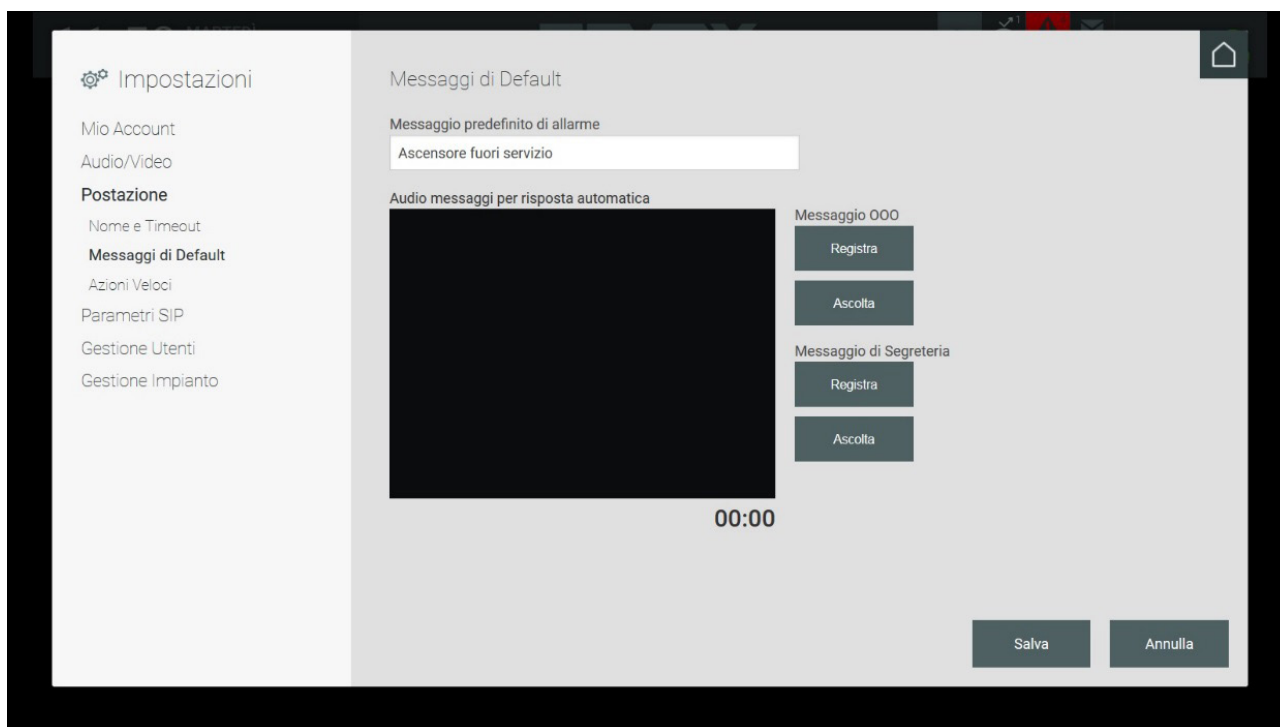 Impostazioni
Mio Account
Audio/Video
Postazione
Nome e Timeout
Messaggi di Default
Azioni Veloci
Parametri SIP
Gestione Utenti
Gestione Impianto
Messaggi di Default
Messaggio predefinito di allarme
Ascensore fuori servizio
Audio messaggi per risposta automatica
00:00
Messaggio OOO
Registra
Ascolta
Messaggio di Segreteria
Registra
Ascolta
Salva
Annulla